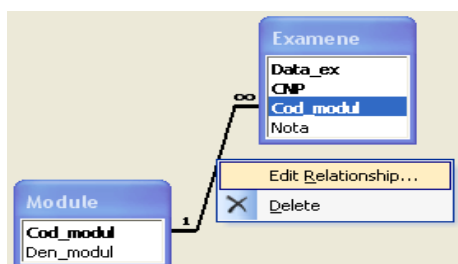 Examene
Data_ex
CNP
Cod_modul
Nota
∞
Edit Relationship...
Delete
Module
1
Cod_modul
Den_modul